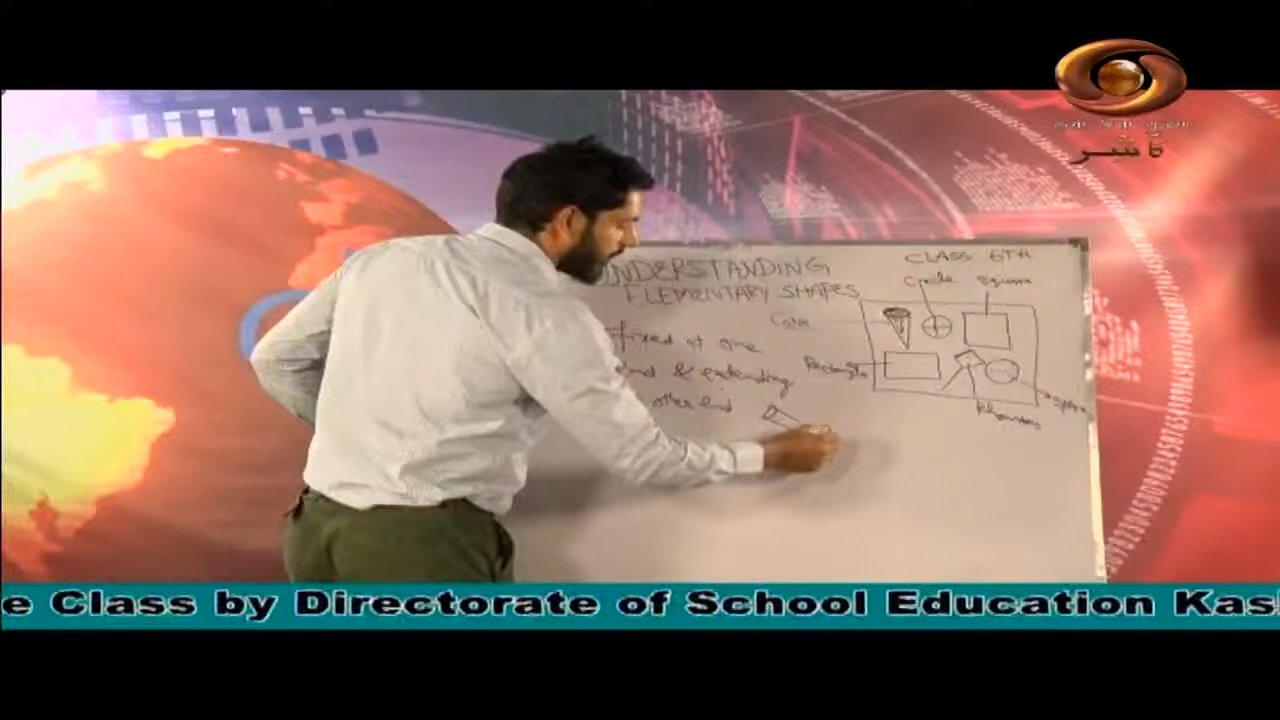 کأشر
UNDERSTANDING
ELEMENTARY SHAPES
CLASS 6TH
Circle
Square
Cone
fixed at one
end & extending
other end
Rectangle
Rhombus
e Class by Directorate of School Education Kas